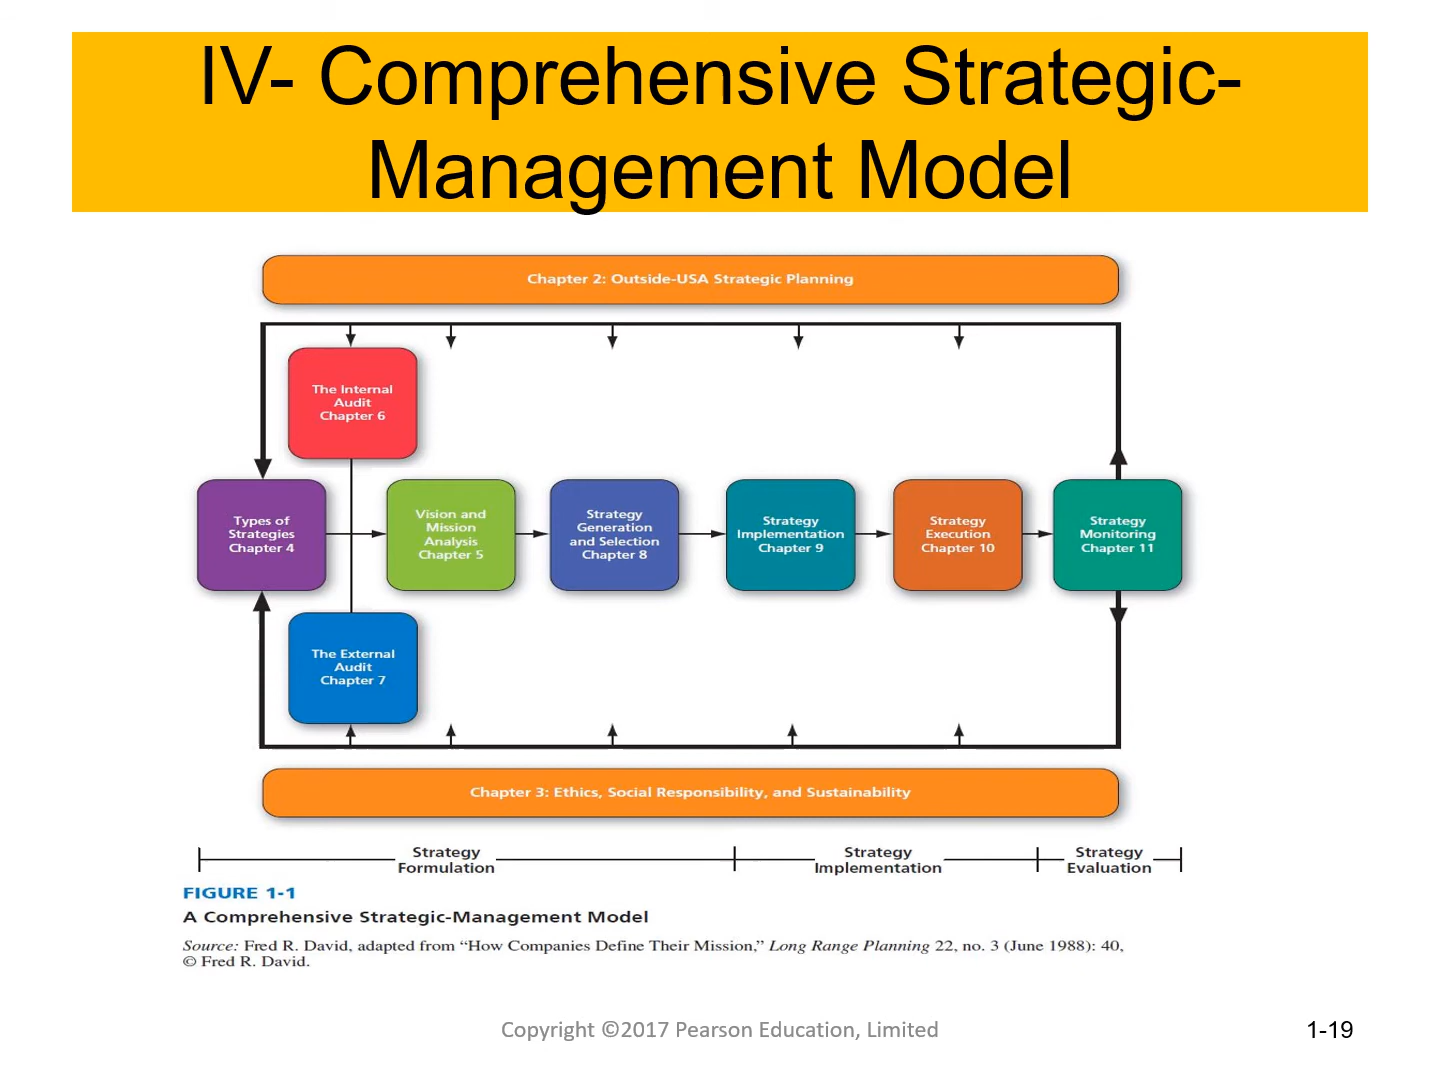 IV- Comprehensive Strategic-
Management Model
Chapter 2: Outside-USA Strategic Planning
The Internal
Audit
Chapter 6
Types of
Strategies
Chapter 4
Vision and
Mission
Analysis
Chapter 5
Strategy
Generation
and Selection
Chapter 8
Strategy
Implementation
Chapter 9
Strategy
Execution
Chapter 10
Strategy
Monitoring
Chapter 11
The External
Audit
Chapter 7
Chapter 3: Ethics, Social Responsibility, and Sustainability
Strategy
Formulation
Strategy
Implementation
Strategy
Evaluation
FIGURE 1-1
A Comprehensive Strategic-Management Model
Source: Fred R. David, adapted from “How Companies Define Their Mission,” Long Range Planning 22, no. 3 (June 1988): 40,
© Fred R. David.
Copyright ©2017 Pearson Education, Limited
1-19